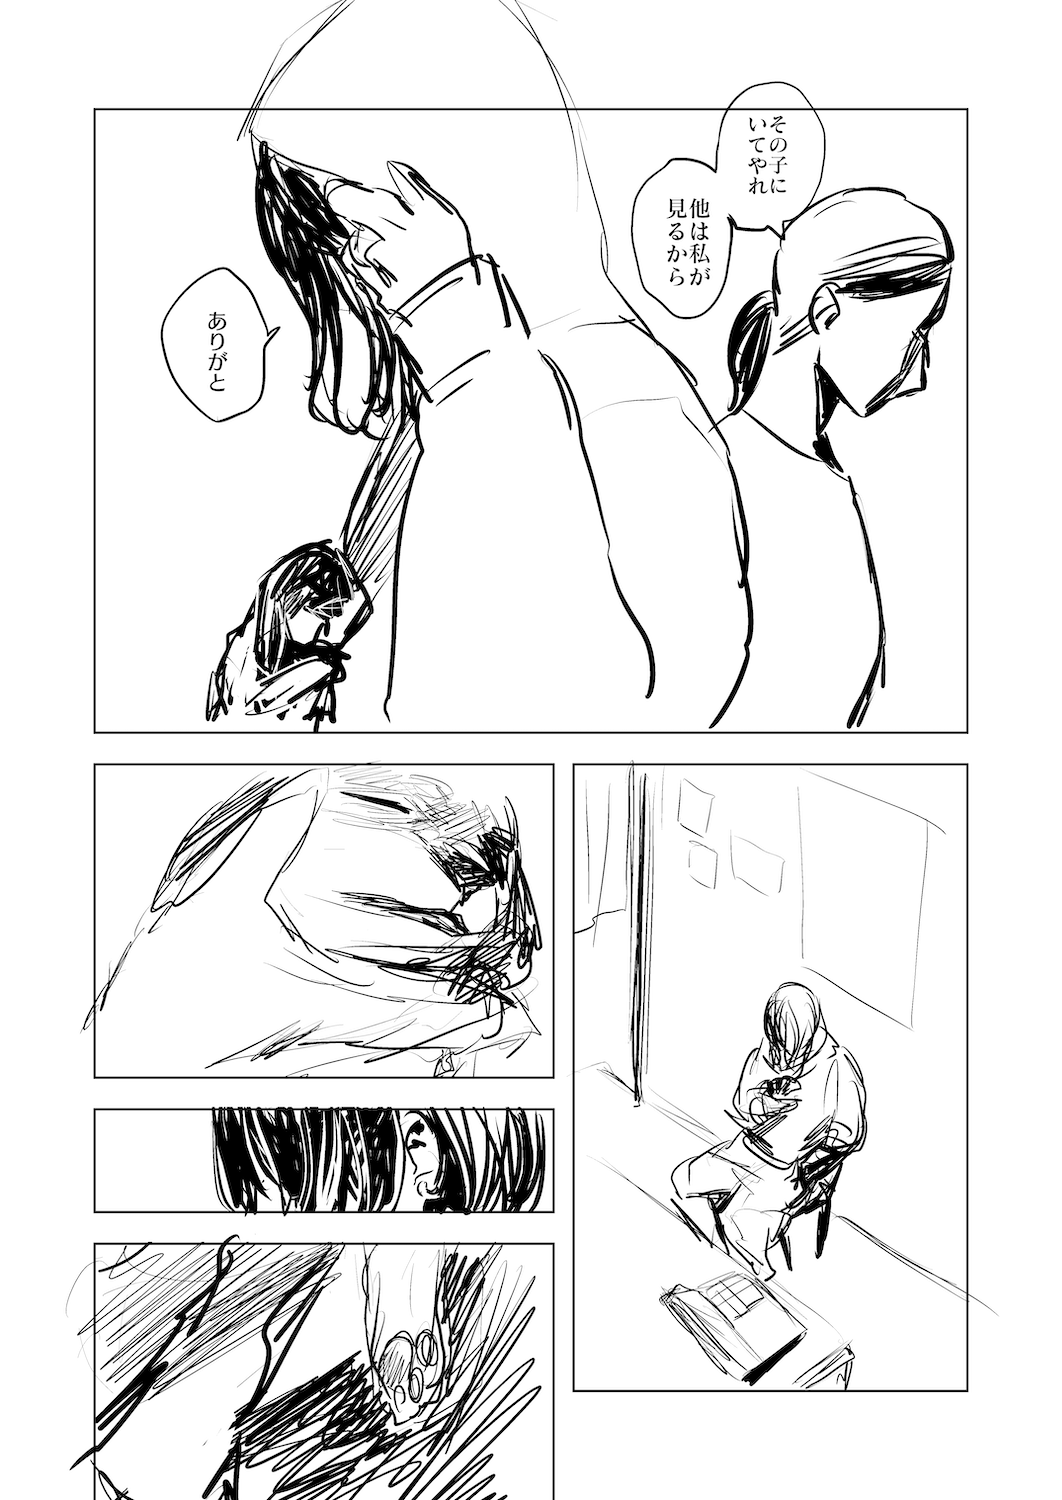 その子に
いてやれ
他は私が
見るから
ありがと